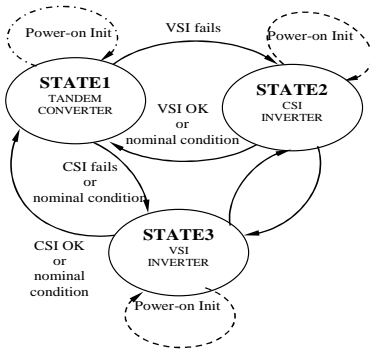 VSI fails
Power-on Init
Power-on Init
STATE1
TANDEM
CONVERTER
STATE2
CSI
INVERTER
VSI OK
or
nominal condition
CSI fails
or
nominal condition
STATE3
VSI
INVERTER
CSI OK
or
nominal
condition
Power-on Init